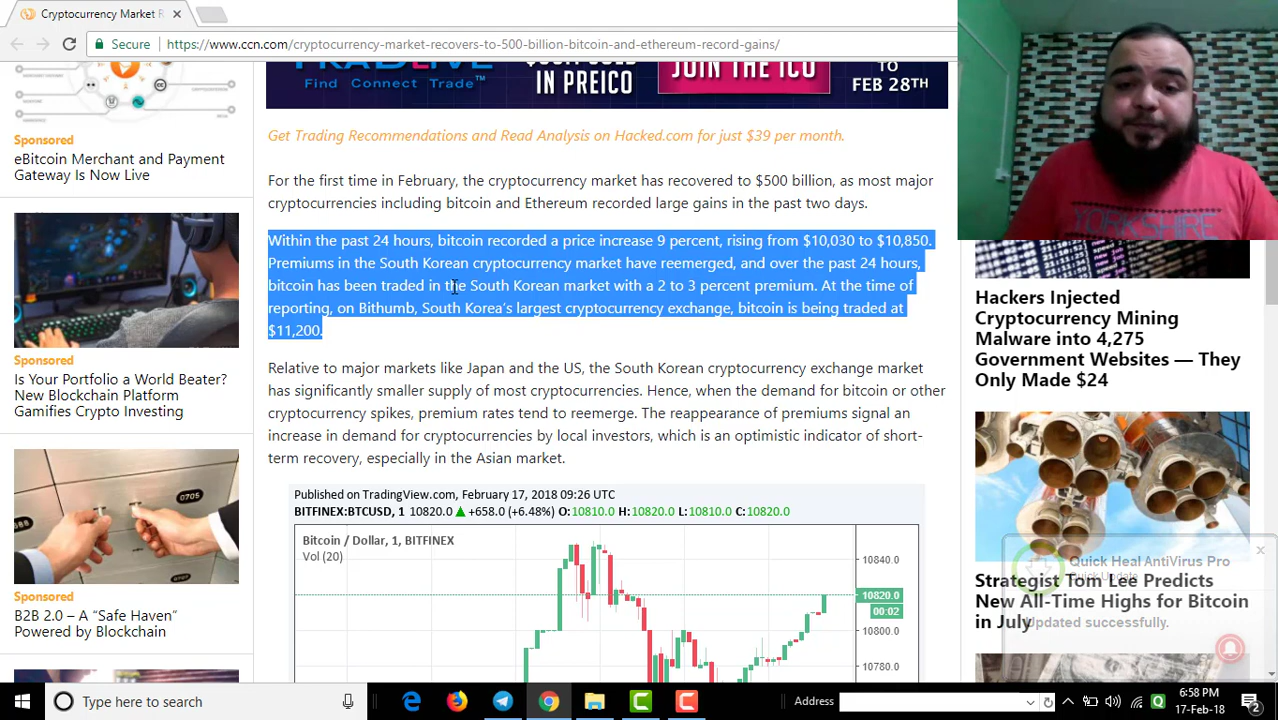 Cryptocurrency Market R
Secure
https://www.ccn.com/cryptocurrency-market-recovers-to-500-billion-bitcoin-and-ethereum-record-gains/
Find Connect Trade™
IN PREICO
JOIN THE ICO
TO
FEB 28TH
Sponsored
eBitcoin Merchant and Payment
Gateway Is Now Live
Sponsored
Is Your Portfolio a World Beater?
New Blockchain Platform
Gamifies Crypto Investing
0705
Sponsored
B2B 2.0 – A “Safe Haven”
Powered by Blockchain
Get Trading Recommendations and Read Analysis on Hacked.com for just $39 per month.
For the first time in February, the cryptocurrency market has recovered to $500 billion, as most major
cryptocurrencies including bitcoin and Ethereum recorded large gains in the past two days.
Within the past 24 hours, bitcoin recorded a price increase 9 percent, rising from $10,030 to $10,850.
Premiums in the South Korean cryptocurrency market have reemerged, and over the past 24 hours,
bitcoin has been traded in the South Korean market with a 2 to 3 percent premium. At the time of
reporting, on Bithumb, South Korea’s largest cryptocurrency exchange, bitcoin is being traded at
$11,200.
Relative to major markets like Japan and the US, the South Korean cryptocurrency exchange market
has significantly smaller supply of most cryptocurrencies. Hence, when the demand for bitcoin or other
cryptocurrency spikes, premium rates tend to reemerge. The reappearance of premiums signal an
increase in demand for cryptocurrencies by local investors, which is an optimistic indicator of short-
term recovery, especially in the Asian market.
Published on TradingView.com, February 17, 2018 09:26 UTC
BITFINEX:BTCUSD, 1 10820.0 ▲ +658.0 (+6.48%) O:10810.0 H:10820.0 L:10810.0 C:10820.0
Bitcoin / Dollar, 1, BITFINEX
Vol (20)
10840.0
10820.0
00:02
10800.0
10780.0
YORKSHIRE
Hackers Injected
Cryptocurrency Mining
Malware into 4,275
Government Websites — They
Only Made $24
Strategist Tom Lee Predicts
New All-Time Highs for Bitcoin
in July
Quick Heal AntiVirus Pro
Quick Update
Updated successfully.
Type here to search
Address
6:58 PM
17-Feb-18
2